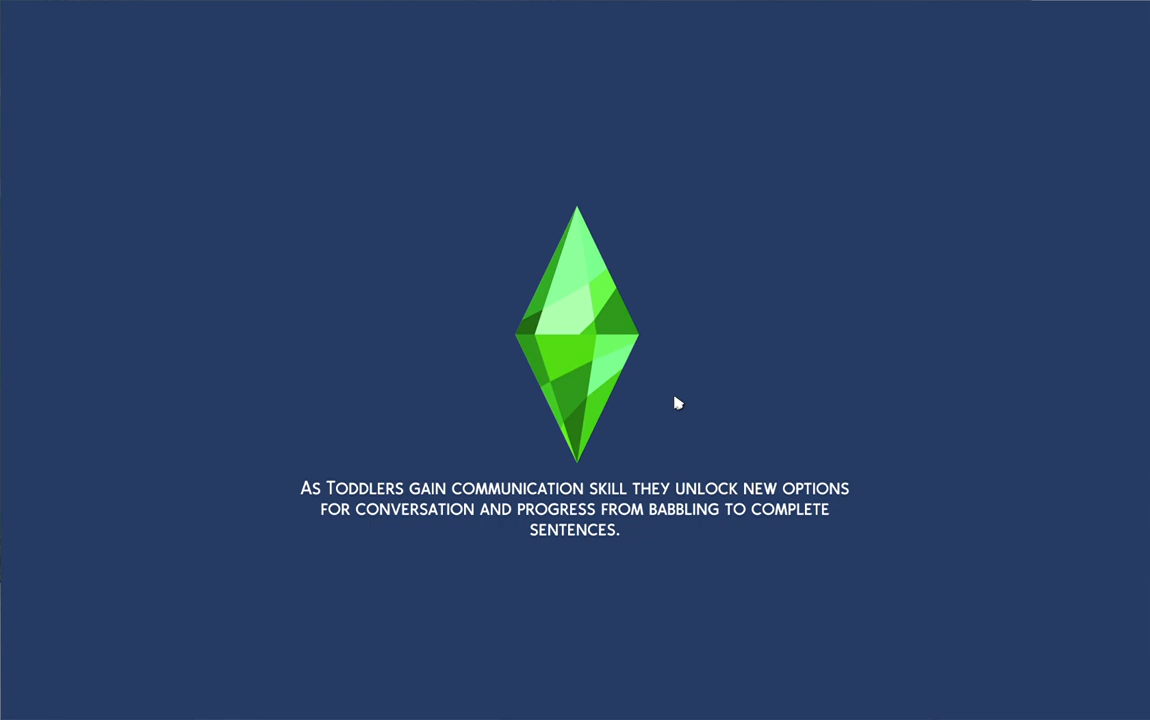 As Toddlers gain communication skill they unlock new options
for conversation and progress from babbling to complete
sentences.